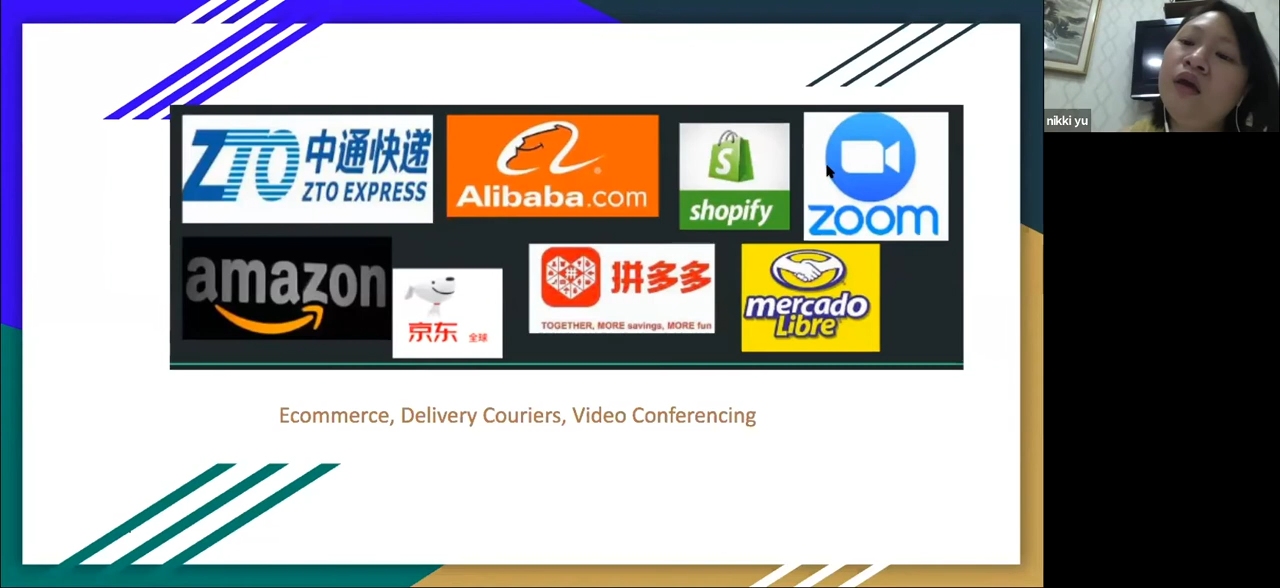 中通快递
ZTO
ZTO EXPRESS
Alibaba.com
S
shopify
zoom
nikki yu
amazon
京东 全球
拼多多
TOGETHER, MORE savings, MORE fun
mercado
Libre
Ecommerce, Delivery Couriers, Video Conferencing